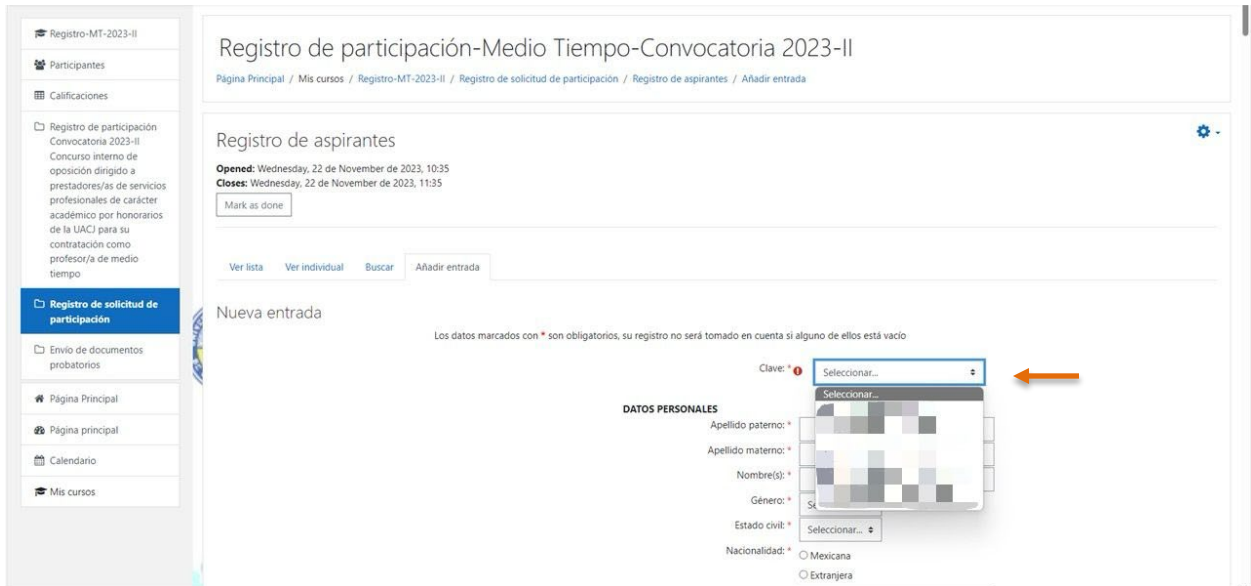 Registro-MT-2023-II
Participantes
Calificaciones
Registro de participación
Convocatoria 2023-II
Concurso interno de
oposición dirigido a
prestadores/as de servicios
profesionales de carácter
académico por honorarios
de la UACJ para su
contratación como
profesor/a de medio
tiempo
Registro de solicitud de
participación
Envío de documentos
probatorios
Página Principal
Página principal
Calendario
Mis cursos
Registro de participación-Medio Tiempo-Convocatoria 2023-II
Página Principal / Mis cursos / Registro-MT-2023-II / Registro de solicitud de participación / Registro de aspirantes / Añadir entrada
Registro de aspirantes
Opened: Wednesday, 22 de November de 2023, 10:35
Closes: Wednesday, 22 de November de 2023, 11:35
Mark as done
Ver lista Ver individual Buscar Añadir entrada
Nueva entrada
Los datos marcados con * son obligatorios, su registro no será tomado en cuenta si alguno de ellos está vacío
Clave: * Seleccionar...
Seleccionar...
DATOS PERSONALES
Apellido paterno: *
Apellido materno: *
Nombre(s): *
Género: *
Estado civil: * Seleccionar...
Nacionalidad: * Mexicana
Extranjera